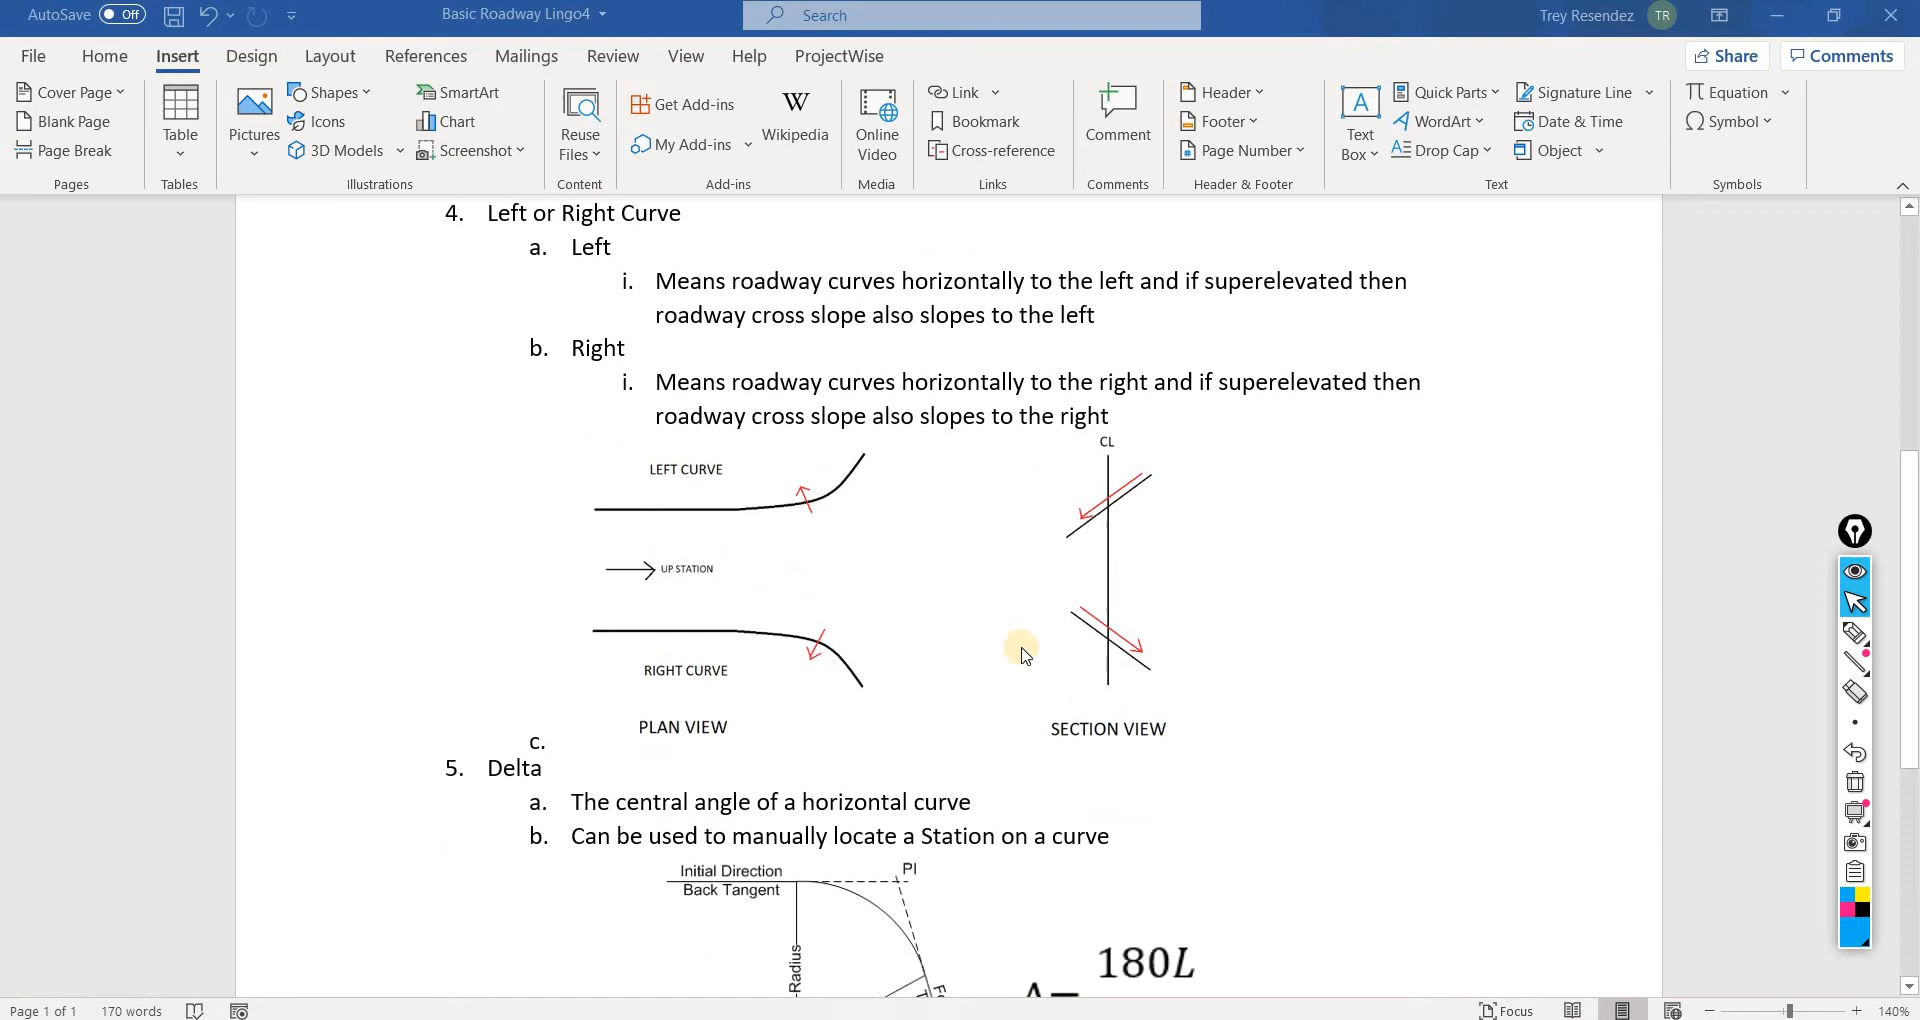 AutoSave Off
Basic Roadway Lingo4
Search
Trey Resendez TR
File Home Insert Design Layout References Mailings Review View Help ProjectWise
Share Comments
Cover Page
Blank Page
Page Break
Pages
Table
Tables
Pictures
Shapes
Icons
3D Models
SmartArt
Chart
Screenshot
Illustrations
Reuse
Files
Content
Get Add-ins
My Add-ins
W
Wikipedia
Add-ins
Online
Video
Media
Link
Bookmark
Cross-reference
Links
Comment
Comments
Header
Footer
Page Number
Header & Footer
A
Text
Box
Quick Parts
WordArt
Drop Cap
Signature Line
Date & Time
Object
Text
π Equation
Ω Symbol
Symbols
4. Left or Right Curve
a. Left
i. Means roadway curves horizontally to the left and if superelevated then
roadway cross slope also slopes to the left
b. Right
i. Means roadway curves horizontally to the right and if superelevated then
roadway cross slope also slopes to the right
CL
LEFT CURVE
UP STATION
RIGHT CURVE
PLAN VIEW
SECTION VIEW
c.
5. Delta
a. The central angle of a horizontal curve
b. Can be used to manually locate a Station on a curve
Initial Direction
Back Tangent
PI
Radius
180L
Page 1 of 1 170 words
Focus
140%